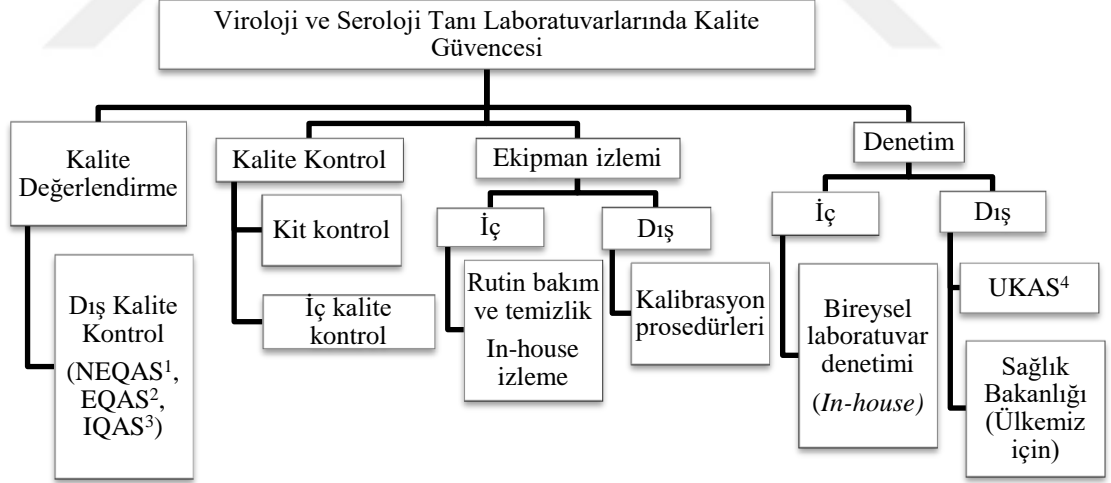 Viroloji ve Seroloji Tanı Laboratuvarlarında Kalite
Güvencesi
Kalite
Değerlendirme
Dış Kalite
Kontrol
(NEQAS¹,
EQAS²,
IQAS³)
Kalite Kontrol
Kit kontrol
İç kalite
kontrol
Ekipman izlemi
İç
Rutin bakım
ve temizlik
In-house
izleme
Dış
Kalibrasyon
prosedürleri
Denetim
İç
Bireysel
laboratuvar
denetimi
(In-house)
Dış
UKAS⁴
Sağlık
Bakanlığı
(Ülkemiz
için)